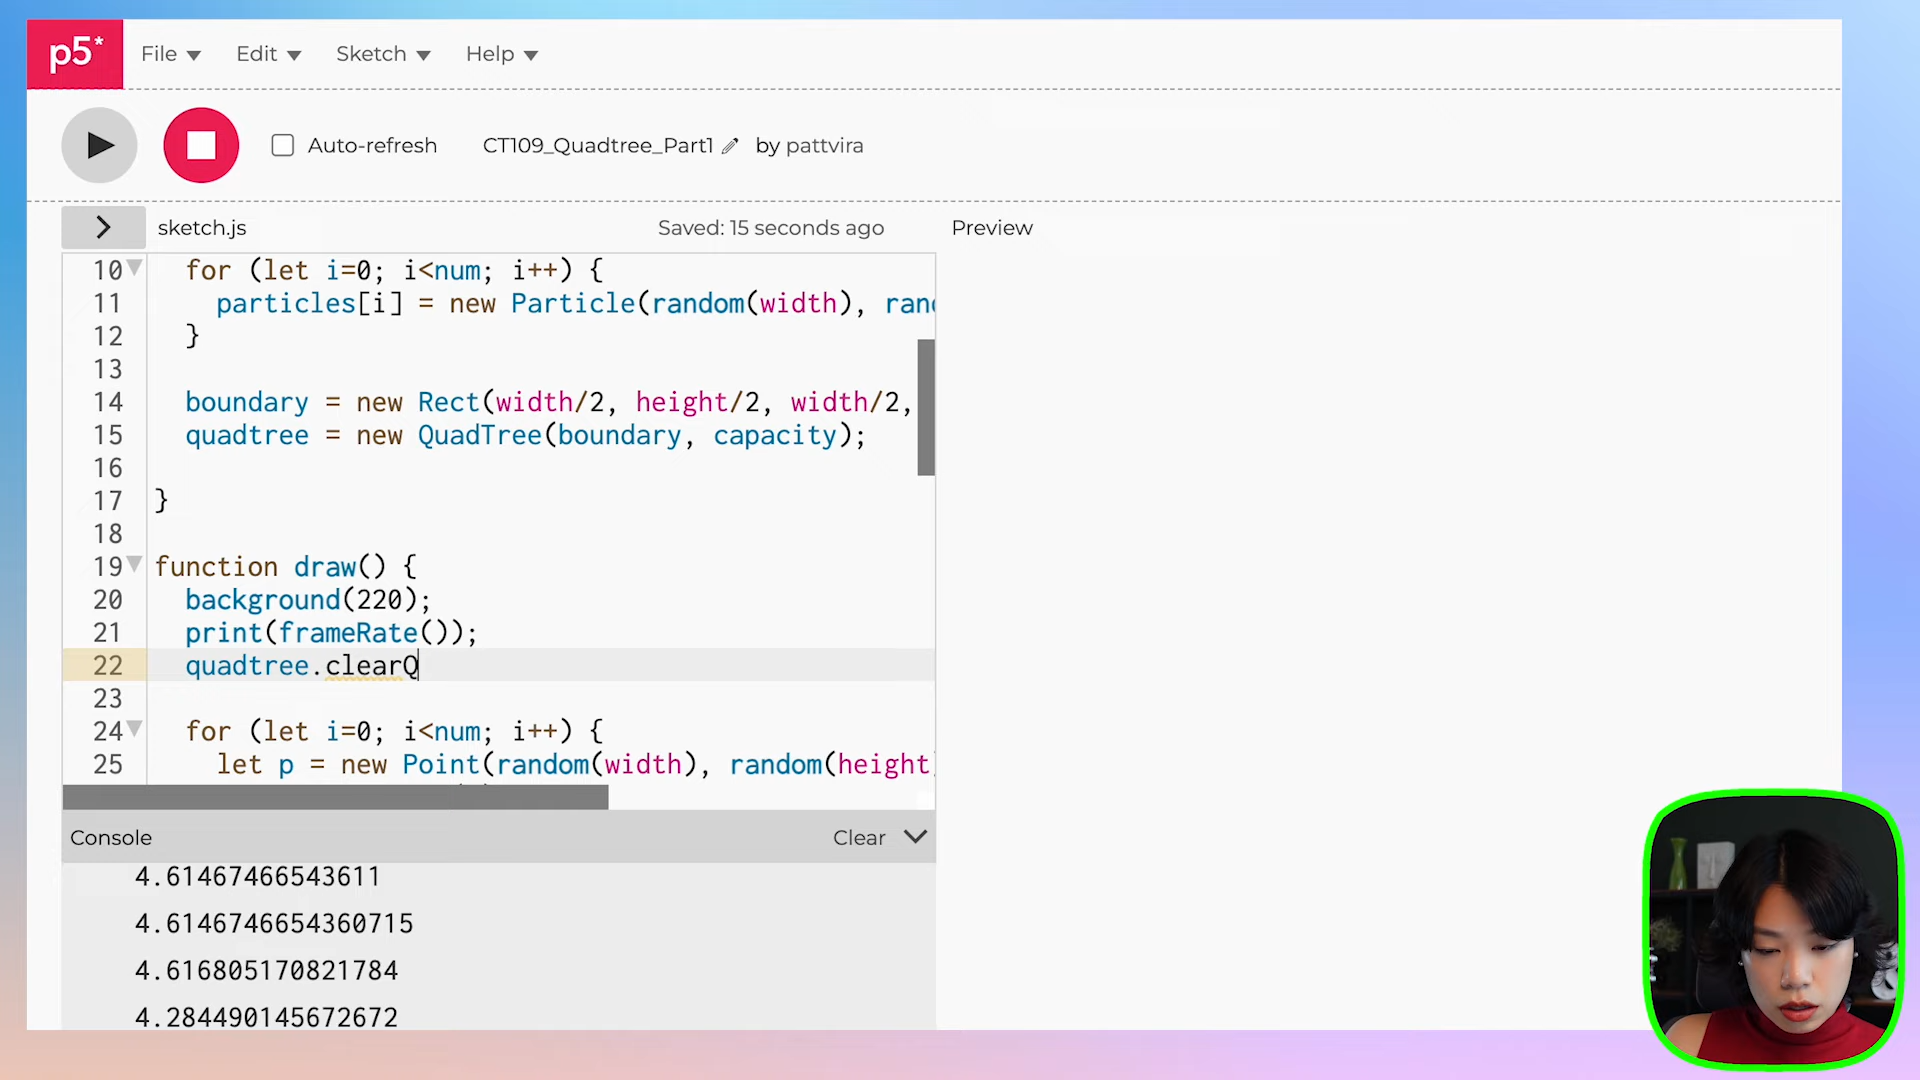 p5*
File Edit Sketch Help
Auto-refresh CT109_Quadtree_Part1 by pattvira
sketch.js Saved: 15 seconds ago Preview
10 for (let i=0; i<num; i++) {
11 particles[i] = new Particle(random(width), rand
12 }
13
14 boundary = new Rect(width/2, height/2, width/2,
15 quadtree = new QuadTree(boundary, capacity);
16
17 }
18
19 function draw() {
20 background(220);
21 print(frameRate());
22 quadtree.clearQ
23
24 for (let i=0; i<num; i++) {
25 let p = new Point(random(width), random(height)
Console Clear
4.61467466543611
4.6146746654360715
4.616805170821784
4.284490145672672